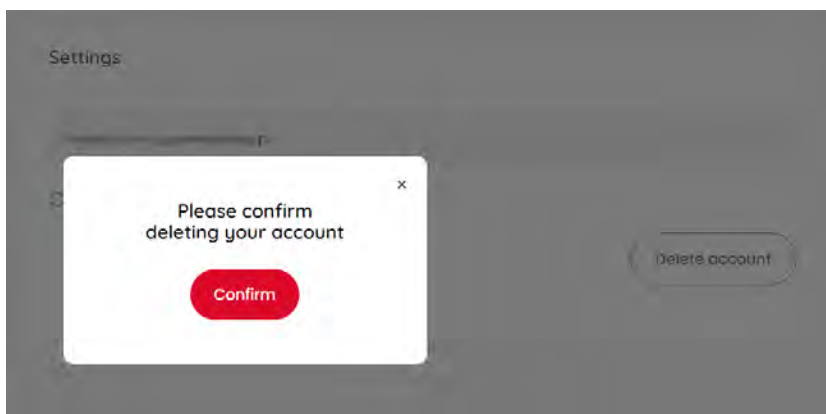 Settings
×
Please confirm
deleting your account
Delete account
Confirm